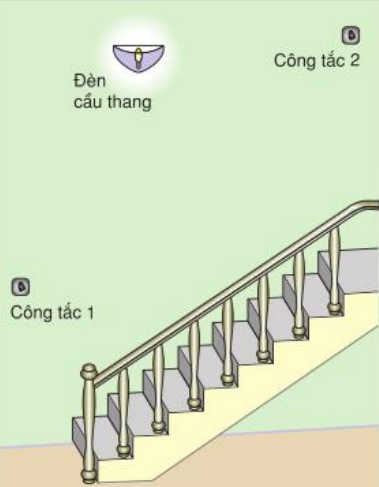 Công tắc 2
Đèn
cầu thang
Công tắc 1